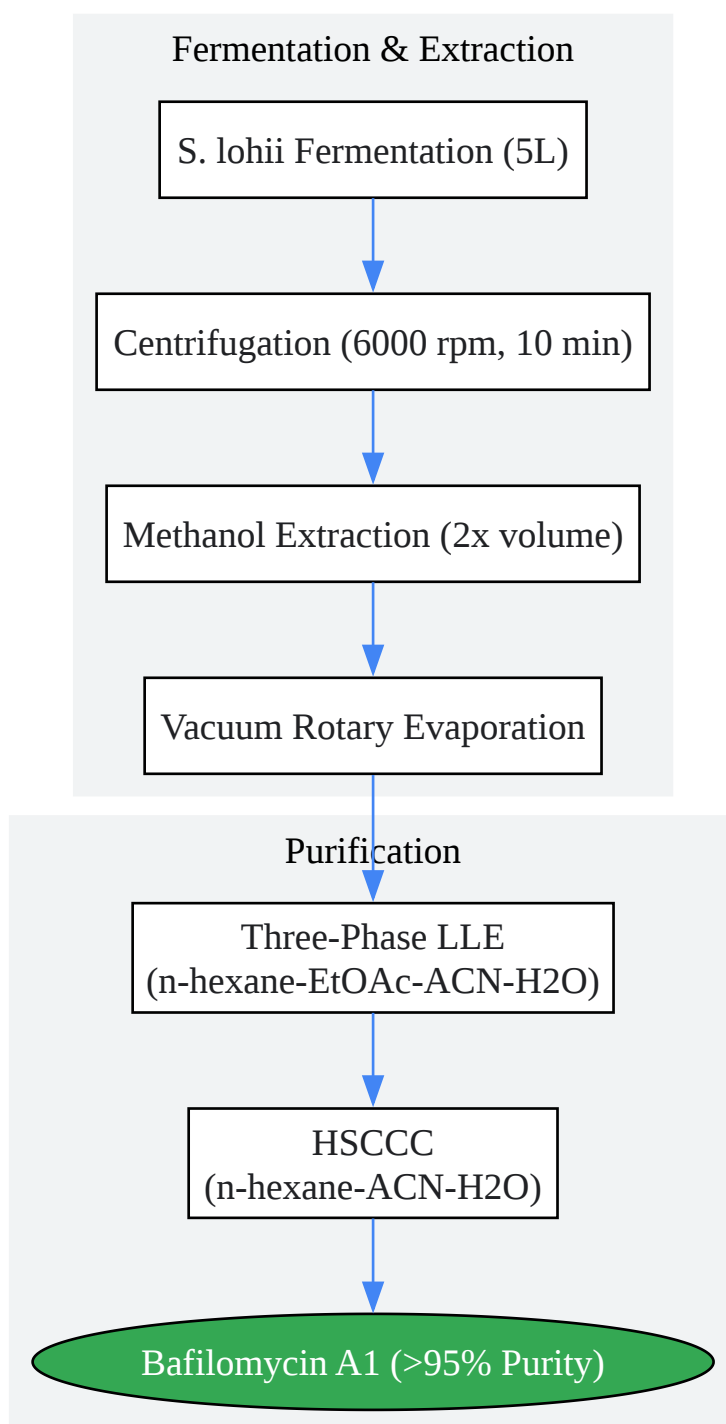 Fermentation & Extraction
S. lohii Fermentation (5L)
Centrifugation (6000 rpm, 10 min)
Methanol Extraction (2x volume)
Vacuum Rotary Evaporation
Purification
Three-Phase LLE
(n-hexane-EtOAc-ACN-H2O)
HSCCC
(n-hexane-ACN-H2O)
Bafilomycin A1 (>95% Purity)